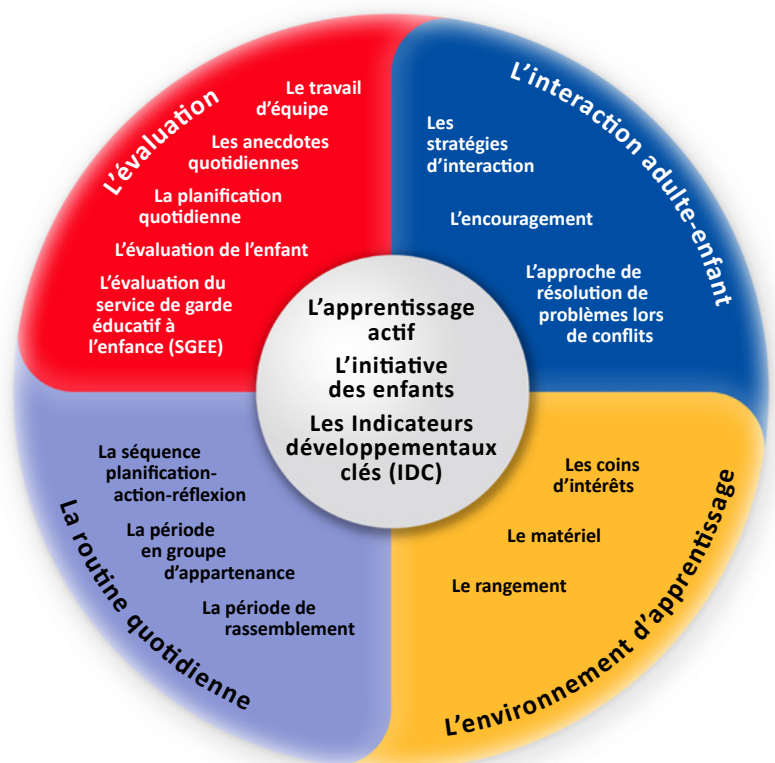 L'évaluation
Le travail
d'équipe
Les anecdotes
quotidiennes
La planification
quotidienne
L'évaluation de l'enfant
L'évaluation du
service de garde
éducatif à
l'enfance (SGEE)
L'interaction adulte-enfant
Les
stratégies
d'interaction
L'encouragement
L'approche de
résolution de
problèmes lors
de conflits
L'apprentissage
actif
L'initiative
des enfants
Les Indicateurs
développementaux
clés (IDC)
La routine quotidienne
La séquence
planification-
action-réflexion
La période
en groupe
d'appartenance
La période de
rassemblement
L'environnement d'apprentissage
Les coins
d'intérêts
Le matériel
Le rangement